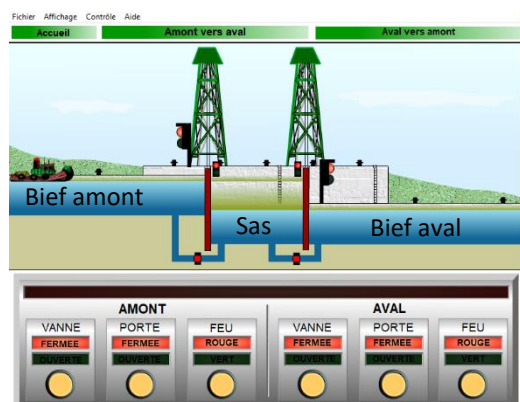 Fichier Affichage Contrôle Aide
Accueil Amont vers aval Aval vers amont
Bief amont Sas Bief aval
AMONT AVAL
VANNE PORTE FEU VANNE PORTE FEU
FERMEE FERMEE ROUGE FERMEE FERMEE ROUGE
OUVERTE OUVERTE VERT OUVERTE OUVERTE VERT